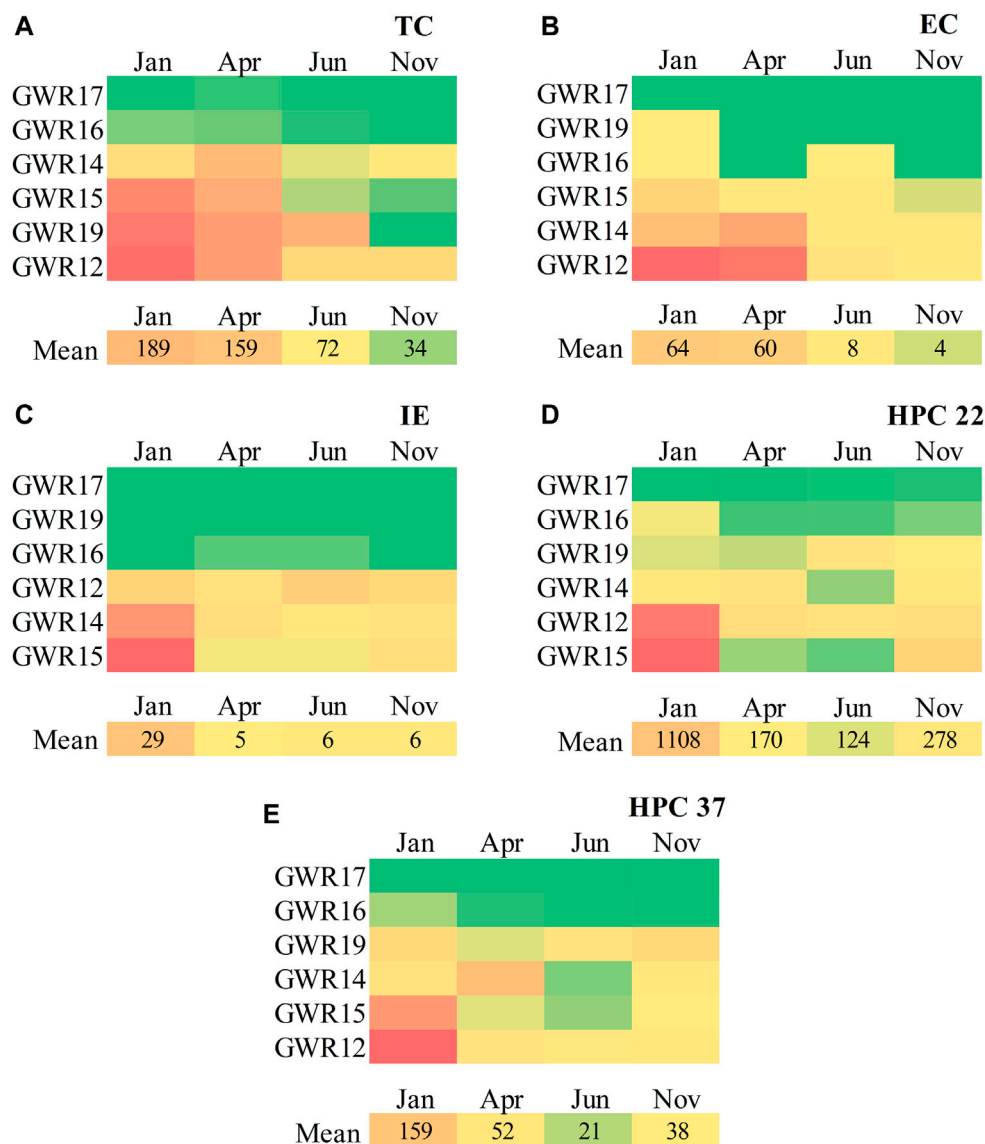 A TC
Jan Apr Jun Nov
GWR17
GWR16
GWR14
GWR15
GWR19
GWR12
Jan Apr Jun Nov
Mean 189 159 72 34
B EC
Jan Apr Jun Nov
GWR17
GWR19
GWR16
GWR15
GWR14
GWR12
Jan Apr Jun Nov
Mean 64 60 8 4
C IE
Jan Apr Jun Nov
GWR17
GWR19
GWR16
GWR12
GWR14
GWR15
Jan Apr Jun Nov
Mean 29 5 6 6
D HPC 22
Jan Apr Jun Nov
GWR17
GWR16
GWR19
GWR14
GWR12
GWR15
Jan Apr Jun Nov
Mean 1108 170 124 278
E HPC 37
Jan Apr Jun Nov
GWR17
GWR16
GWR19
GWR14
GWR15
GWR12
Jan Apr Jun Nov
Mean 159 52 21 38